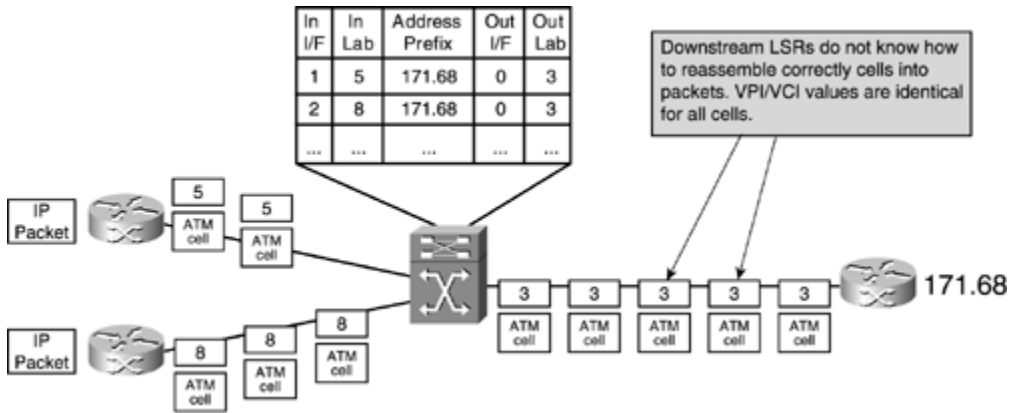 In In Address Out Out
I/F Lab Prefix I/F Lab
1 5 171.68 0 3
2 8 171.68 0 3
... ... ... ... ...
Downstream LSRs do not know how
to reassemble correctly cells into
packets. VPI/VCI values are identical
for all cells.
IP
Packet
5
ATM
cell
5
ATM
cell
IP
Packet
8
ATM
cell
8
ATM
cell
8
ATM
cell
3
ATM
cell
3
ATM
cell
3
ATM
cell
3
ATM
cell
3
ATM
cell
171.68